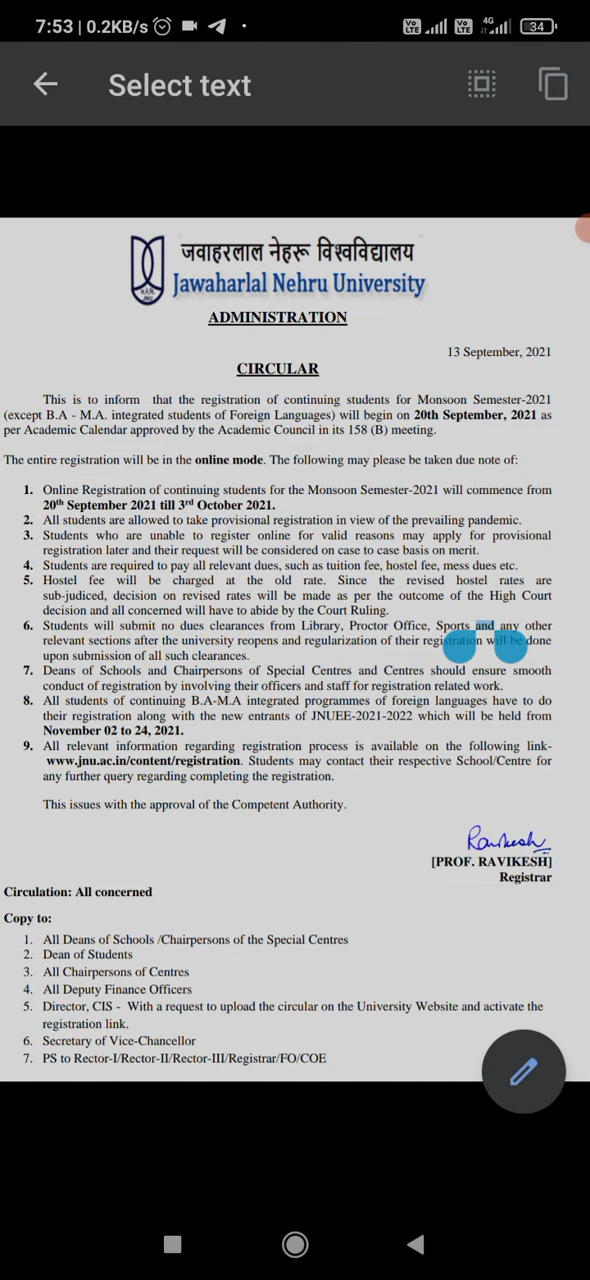 7:53 | 0.2KB/s
Vo LTE Vo LTE 4G 34
Select text
जवाहरलाल नेहरू विश्वविद्यालय
Jawaharlal Nehru University
ADMINISTRATION
13 September, 2021
CIRCULAR
This is to inform that the registration of continuing students for Monsoon Semester-2021
(except B.A - M.A. integrated students of Foreign Languages) will begin on 20th September, 2021 as
per Academic Calendar approved by the Academic Council in its 158 (B) meeting.
The entire registration will be in the online mode. The following may please be taken due note of:
1. Online Registration of continuing students for the Monsoon Semester-2021 will commence from
20th September 2021 till 3rd October 2021.
2. All students are allowed to take provisional registration in view of the prevailing pandemic.
3. Students who are unable to register online for valid reasons may apply for provisional
registration later and their request will be considered on case to case basis on merit.
4. Students are required to pay all relevant dues, such as tuition fee, hostel fee, mess dues etc.
5. Hostel fee will be charged at the old rate. Since the revised hostel rates are
sub-judiced, decision on revised rates will be made as per the outcome of the High Court
decision and all concerned will have to abide by the Court Ruling.
6. Students will submit no dues clearances from Library, Proctor Office, Sports and any other
relevant sections after the university reopens and regularization of their registration will be done
upon submission of all such clearances.
7. Deans of Schools and Chairpersons of Special Centres and Centres should ensure smooth
conduct of registration by involving their officers and staff for registration related work.
8. All students of continuing B.A-M.A integrated programmes of foreign languages have to do
their registration along with the new entrants of JNUEE-2021-2022 which will be held from
November 02 to 24, 2021.
9. All relevant information regarding registration process is available on the following link-
www.jnu.ac.in/content/registration. Students may contact their respective School/Centre for
any further query regarding completing the registration.
This issues with the approval of the Competent Authority.
Ravikesh
[PROF. RAVIKESH]
Registrar
Circulation: All concerned
Copy to:
1. All Deans of Schools /Chairpersons of the Special Centres
2. Dean of Students
3. All Chairpersons of Centres
4. All Deputy Finance Officers
5. Director, CIS - With a request to upload the circular on the University Website and activate the
registration link.
6. Secretary of Vice-Chancellor
7. PS to Rector-I/Rector-II/Rector-III/Registrar/FO/COE